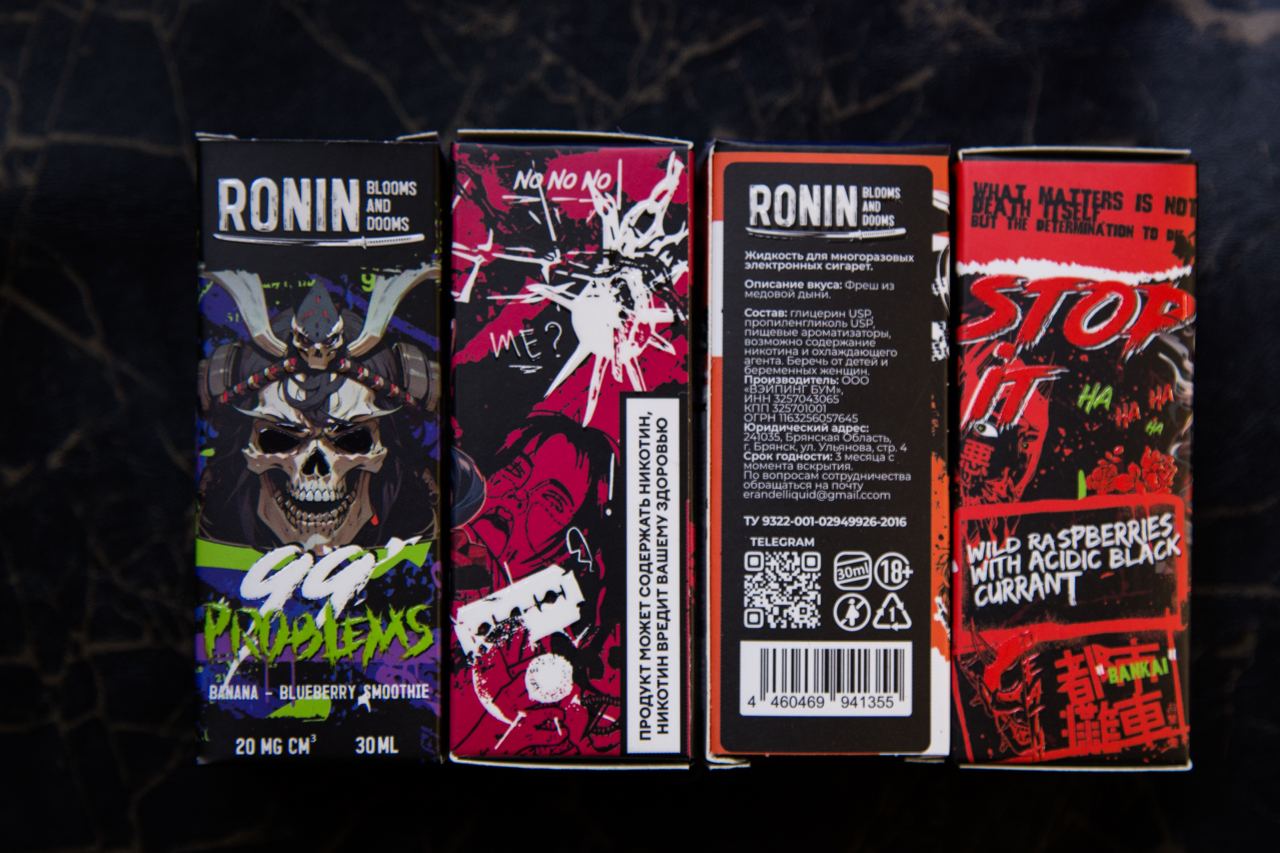 RONIN
BLOOMS
AND
DOOMS
99
PROBLEMS
BANANA - BLUEBERRY SMOOTHIE
20 MG CM³ 30 ML
NO NO NO
ME?
ПРОДУКТ МОЖЕТ СОДЕРЖАТЬ НИКОТИН,
НИКОТИН ВРЕДИТ ВАШЕМУ ЗДОРОВЬЮ
RONIN
BLOOMS
AND
DOOMS
Жидкость для многоразовых
электронных сигарет.
Описание вкуса: Фреш из
медовой дыни.
Состав: глицерин USP,
пропиленгликоль USP,
пищевые ароматизаторы,
возможно содержание
никотина и охлаждающего
агента. Беречь от детей и
беременных женщин.
Производитель: ООО
«ВЭЙПИНГ БУМ»,
ИНН 3257043065
КПП 325701001
ОГРН 1163256057645
Юридический адрес:
241035, Брянская Область,
г. Брянск, ул. Ульянова, стр. 4
Срок годности: 3 месяца с
момента вскрытия.
По вопросам сотрудничества
обращаться на почту
erandelliquid@gmail.com
ТУ 9322-001-02949926-2016
TELEGRAM
30ml 18+
4 460469 941355
WHAT MATTERS IS NOT
DEATH ITSELF
BUT THE DETERMINATION TO
STOP
IT
HA
HA HA
HA
WILD RASPBERRIES
WITH ACIDIC BLACK
CURRANT
"BANKAI"